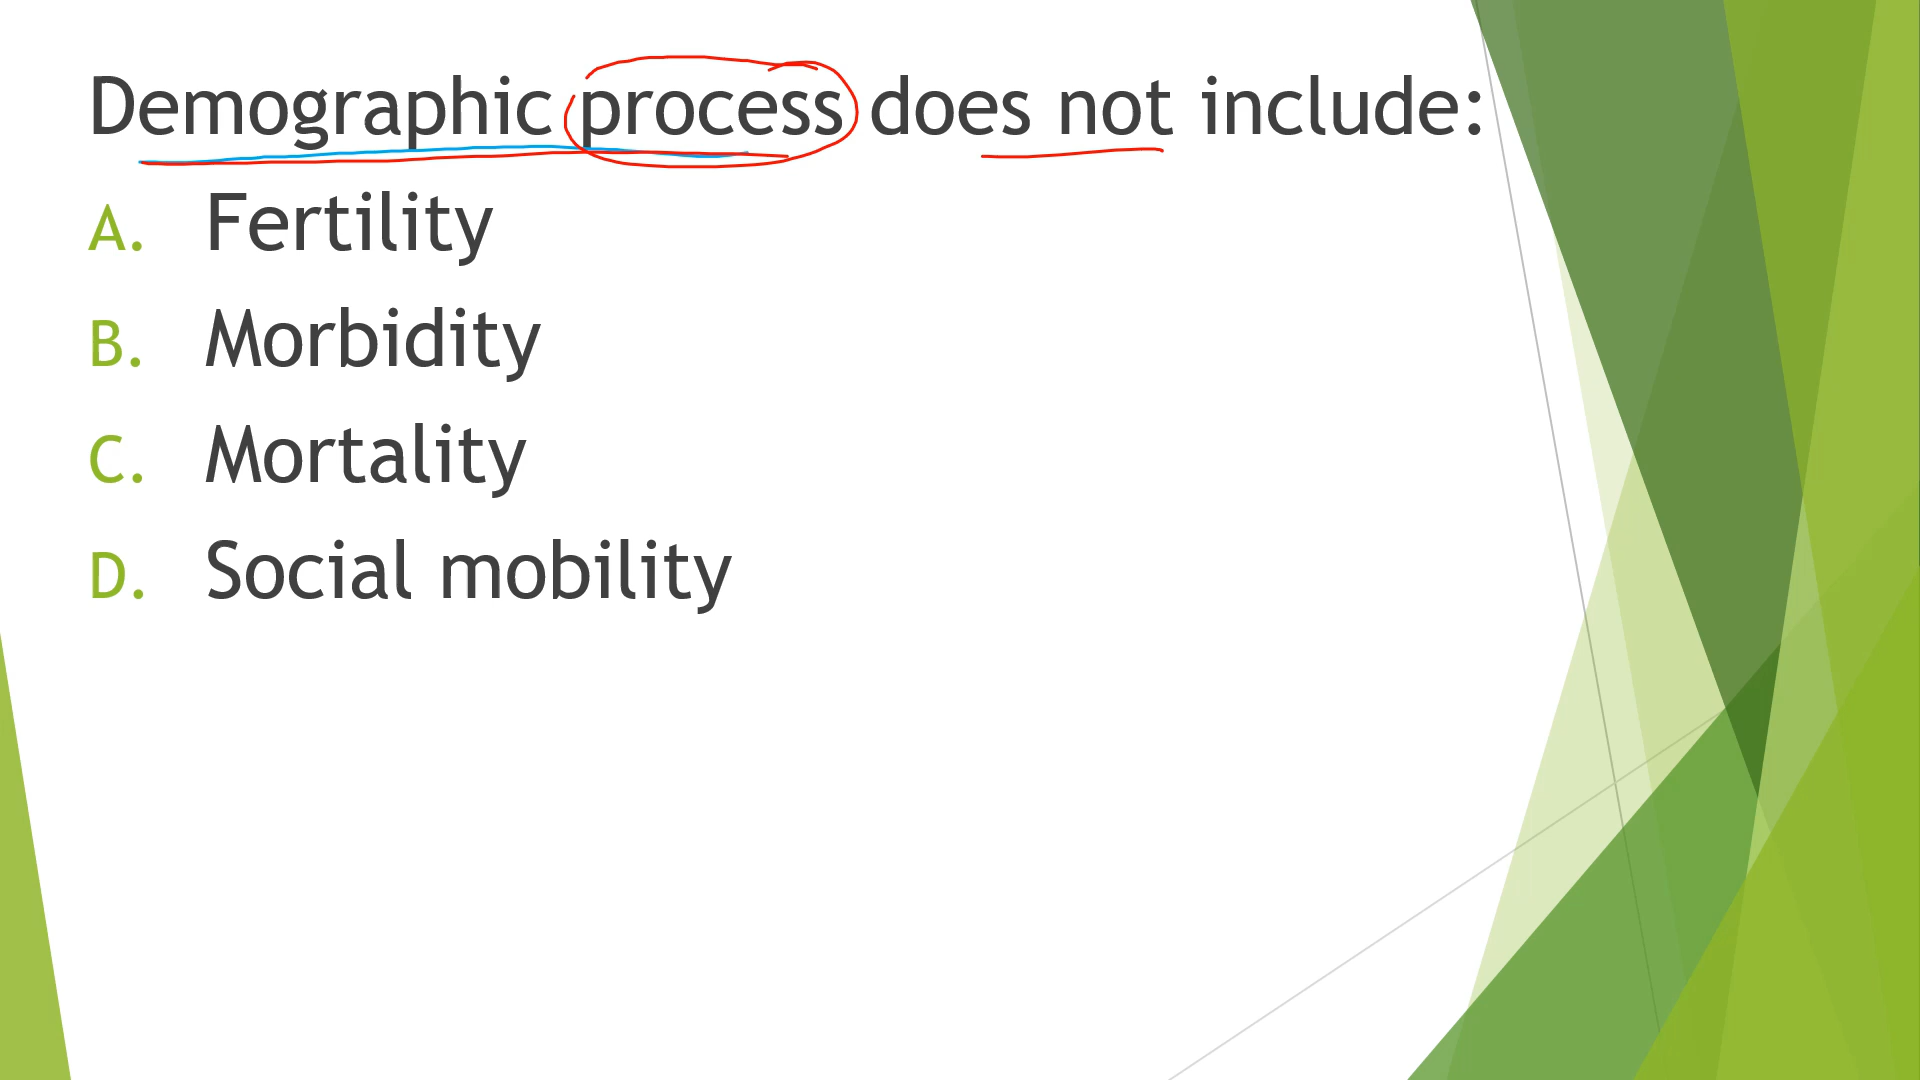 Demographic process does not include:
A. Fertility
B. Morbidity
C. Mortality
D. Social mobility